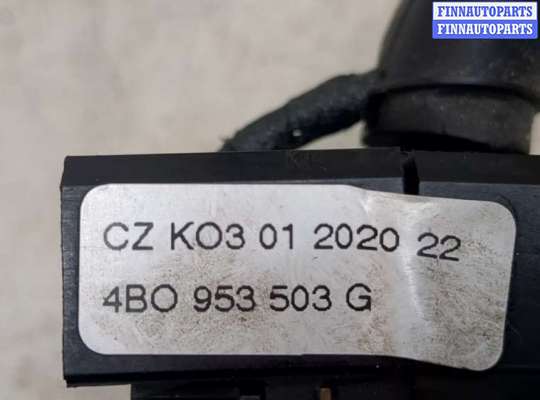 FINNAUTOPARTS
FINNAUTOPARTS
CZ KO3 01 2020 22
4BO 953 503 G